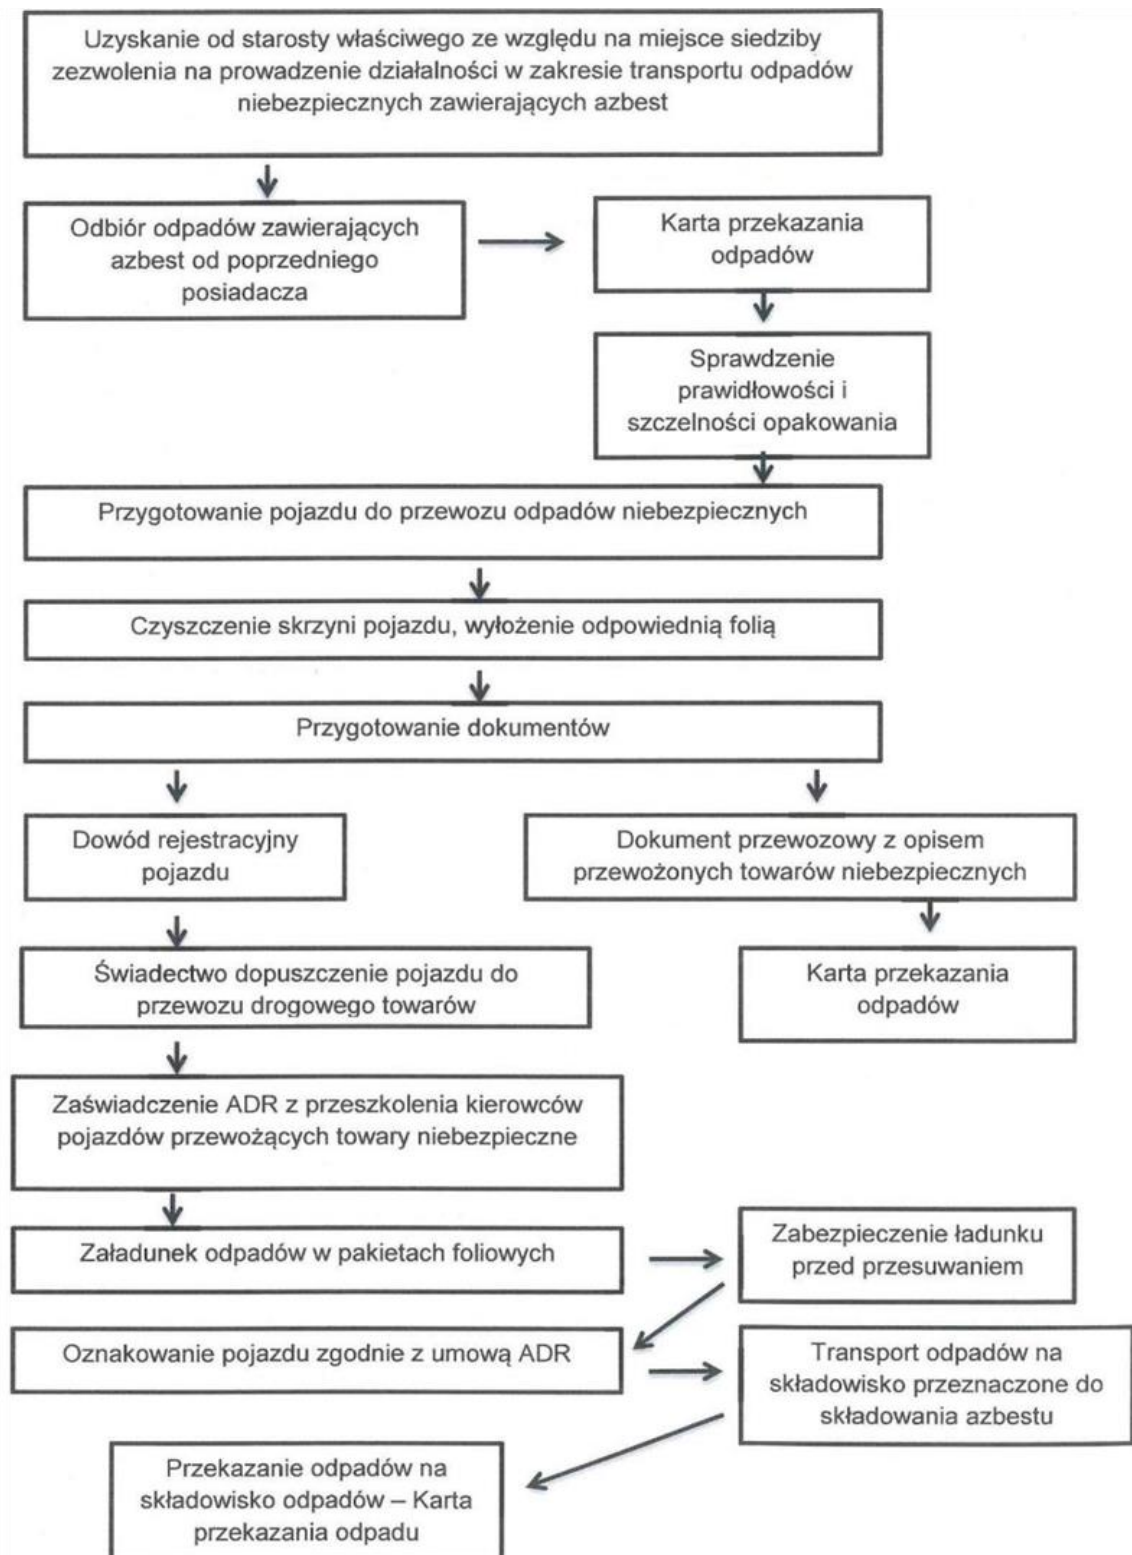 Uzyskanie od starosty właściwego ze względu na miejsce siedziby
zezwolenia na prowadzenie działalności w zakresie transportu odpadów
niebezpiecznych zawierających azbest
Odbiór odpadów zawierających
azbest od poprzedniego
posiadacza
Karta przekazania
odpadów
Sprawdzenie
prawidłowości i
szczelności opakowania
Przygotowanie pojazdu do przewozu odpadów niebezpiecznych
Czyszczenie skrzyni pojazdu, wyłożenie odpowiednią folią
Przygotowanie dokumentów
Dowód rejestracyjny
pojazdu
Dokument przewozowy z opisem
przewożonych towarów niebezpiecznych
Świadectwo dopuszczenie pojazdu do
przewozu drogowego towarów
Karta przekazania
odpadów
Zaświadczenie ADR z przeszkolenia kierowców
pojazdów przewożących towary niebezpieczne
Załadunek odpadów w pakietach foliowych
Zabezpieczenie ładunku
przed przesuwaniem
Oznakowanie pojazdu zgodnie z umową ADR
Transport odpadów na
składowisko przeznaczone do
składowania azbestu
Przekazanie odpadów na
składowisko odpadów – Karta
przekazania odpadu